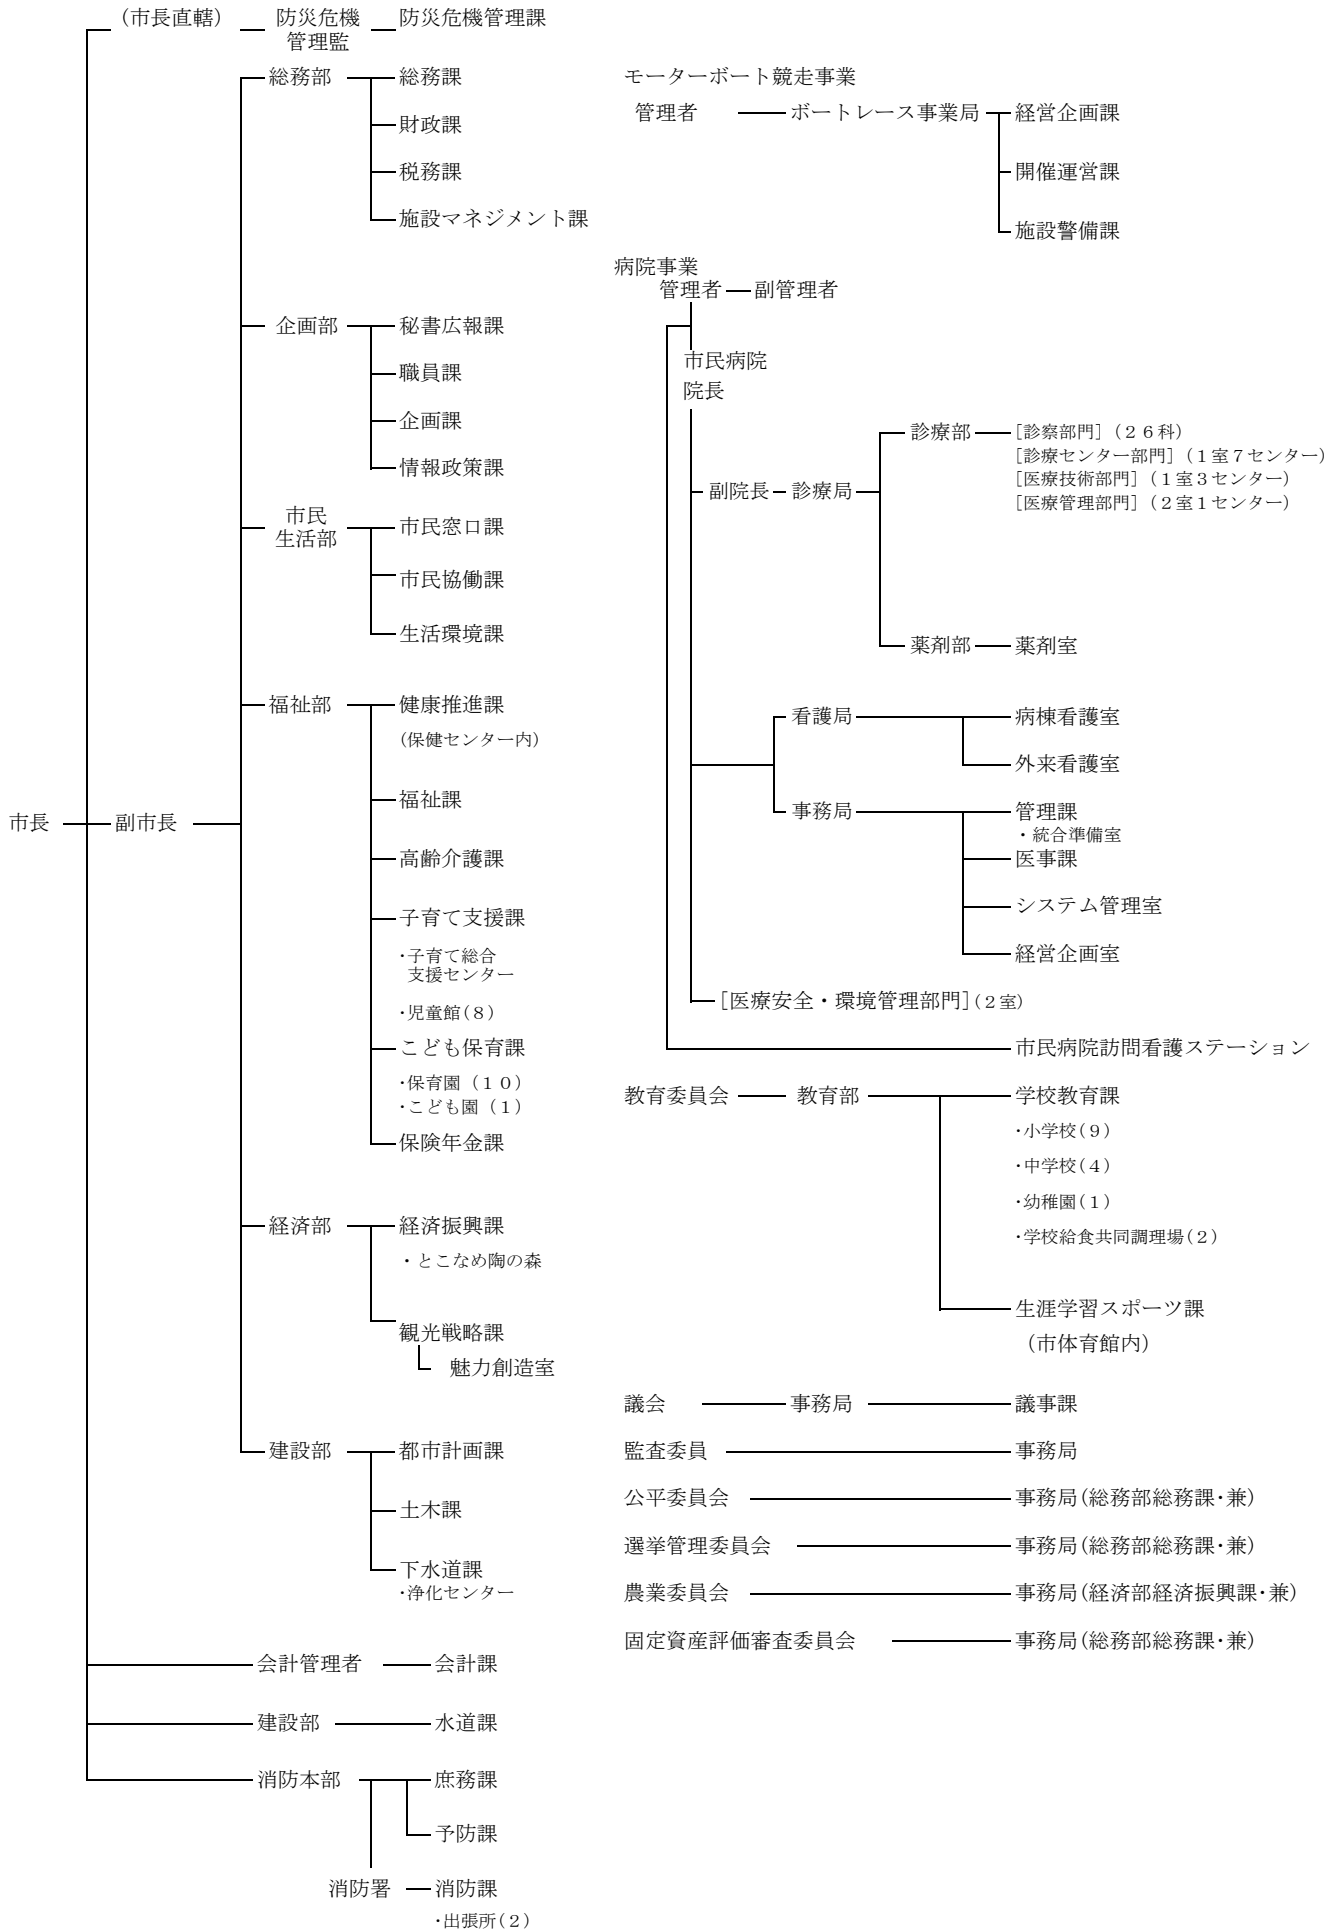 （市長直轄）
防災危機
管理監
防災危機管理課
総務部
総務課
財政課
税務課
施設マネジメント課
企画部
秘書広報課
職員課
企画課
情報政策課
市民
生活部
市民窓口課
市民協働課
生活環境課
福祉部
健康推進課
（保健センター内）
福祉課
市長
副市長
高齢介護課
子育て支援課
・子育て総合
支援センター
・児童館（８）
こども保育課
・保育園（１０）
・こども園（１）
保険年金課
経済部
経済振興課
・とこなめ陶の森
観光戦略課
魅力創造室
建設部
都市計画課
土木課
下水道課
・浄化センター
会計管理者
会計課
建設部
水道課
消防本部
庶務課
予防課
消防署
消防課
・出張所（２）
モーターボート競走事業
管理者
ボートレース事業局
経営企画課
開催運営課
施設警備課
病院事業
管理者
副管理者
市民病院
院長
副院長
診療局
診療部
［診察部門］（２６科）
［診療センター部門］（１室７センター）
［医療技術部門］（１室３センター）
［医療管理部門］（２室１センター）
薬剤部
薬剤室
看護局
病棟看護室
外来看護室
事務局
管理課
・統合準備室
医事課
システム管理室
経営企画室
［医療安全・環境管理部門］（２室）
市民病院訪問看護ステーション
教育委員会
教育部
学校教育課
・小学校（９）
・中学校（４）
・幼稚園（１）
・学校給食共同調理場（２）
生涯学習スポーツ課
（市体育館内）
議会
事務局
議事課
監査委員
事務局
公平委員会
事務局（総務部総務課・兼）
選挙管理委員会
事務局（総務部総務課・兼）
農業委員会
事務局（経済部経済振興課・兼）
固定資産評価審査委員会
事務局（総務部総務課・兼）